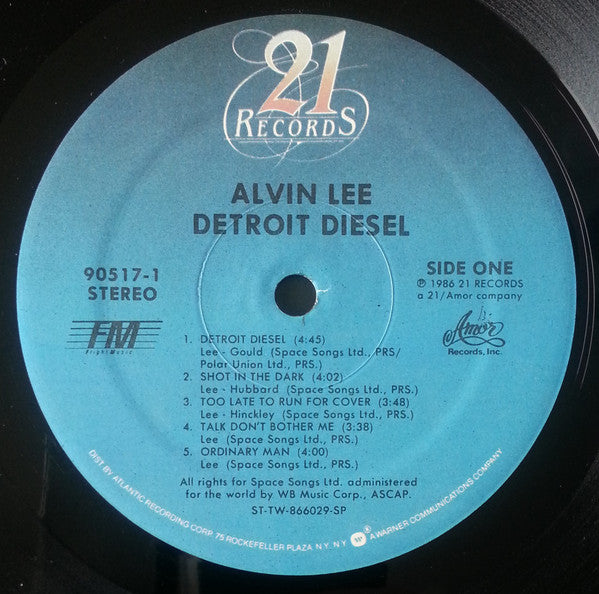 21
RECORDS
ALVIN LEE
DETROIT DIESEL
90517-1
STEREO
SIDE ONE
℗ 1986 21 RECORDS
a 21/Amor company
FM
Flight Music
Amor
Records, Inc.
1. DETROIT DIESEL (4:45)
Lee - Gould (Space Songs Ltd., PRS/
Polar Union Ltd., PRS.)
2. SHOT IN THE DARK (4:02)
Lee - Hubbard (Space Songs Ltd., PRS.)
3. TOO LATE TO RUN FOR COVER (3:48)
Lee - Hinckley (Space Songs Ltd., PRS.)
4. TALK DON'T BOTHER ME (3:38)
Lee (Space Songs Ltd., PRS.)
5. ORDINARY MAN (4:00)
Lee (Space Songs Ltd., PRS.)
All rights for Space Songs Ltd. administered
for the world by WB Music Corp., ASCAP.
ST-TW-866029-SP
DIST. BY ATLANTIC RECORDING CORP. 75 ROCKEFELLER PLAZA, N.Y. N.Y. ® A WARNER COMMUNICATIONS COMPANY